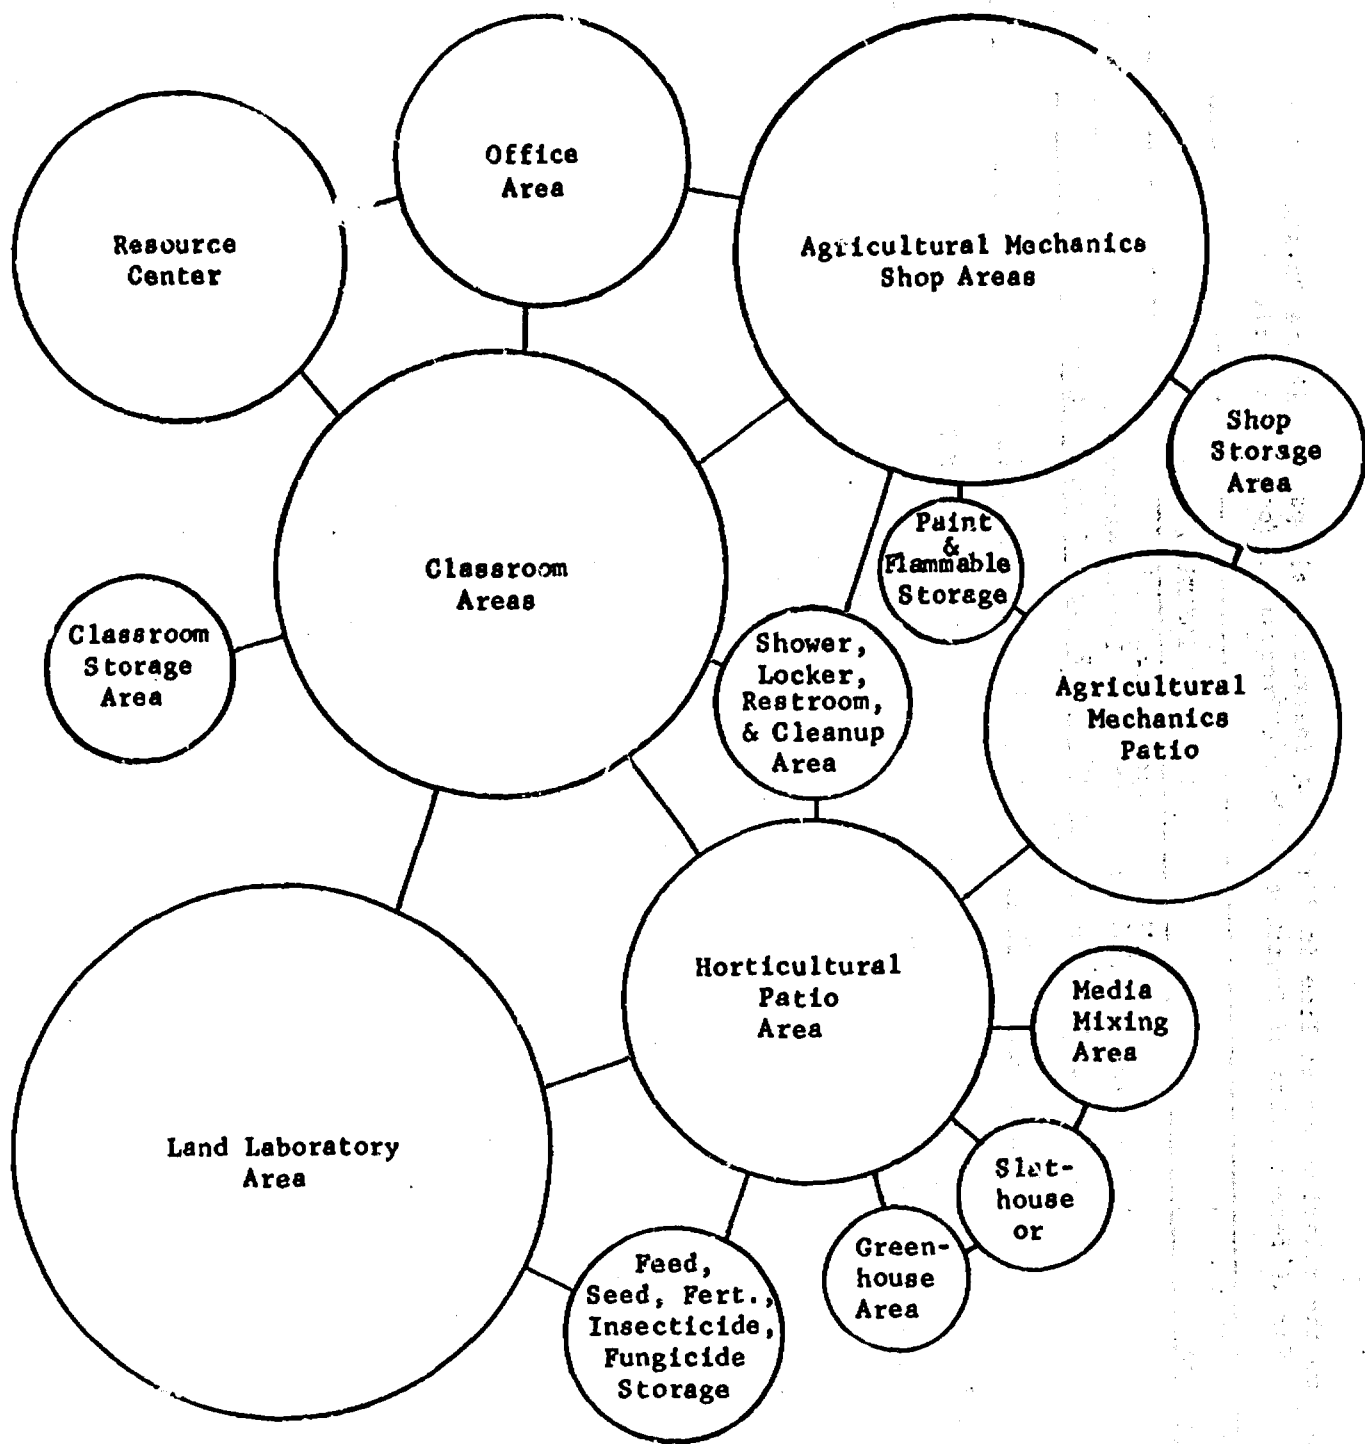 Office
Area
Resource
Center
Agricultural Mechanics
Shop Areas
Shop
Storage
Area
Paint
&
Flammable
Storage
Classroom
Areas
Classroom
Storage
Area
Shower,
Locker,
Restroom,
& Cleanup
Area
Agricultural
Mechanics
Patio
Horticultural
Patio
Area
Media
Mixing
Area
Land Laboratory
Area
Slat-
house
or
Green-
house
Area
Feed,
Seed, Fert.,
Insecticide,
Fungicide
Storage